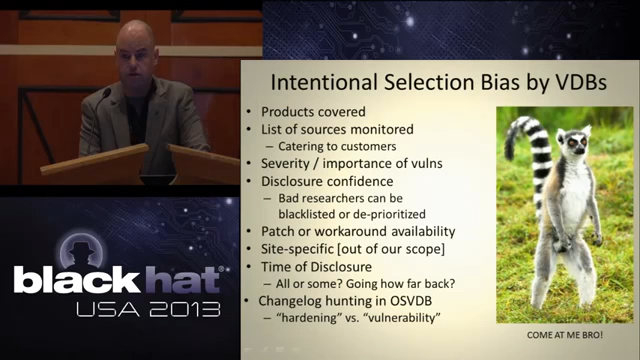 Intentional Selection Bias by VDBs
• Products covered
• List of sources monitored
– Catering to customers
• Severity / importance of vulns
• Disclosure confidence
– Bad researchers can be
blacklisted or de-prioritized
• Patch or workaround availability
• Site-specific [out of our scope]
• Time of Disclosure
– All or some? Going how far back?
• Changelog hunting in OSVDB
– “hardening” vs. “vulnerability”
COME AT ME BRO!
black hat®
USA 2013